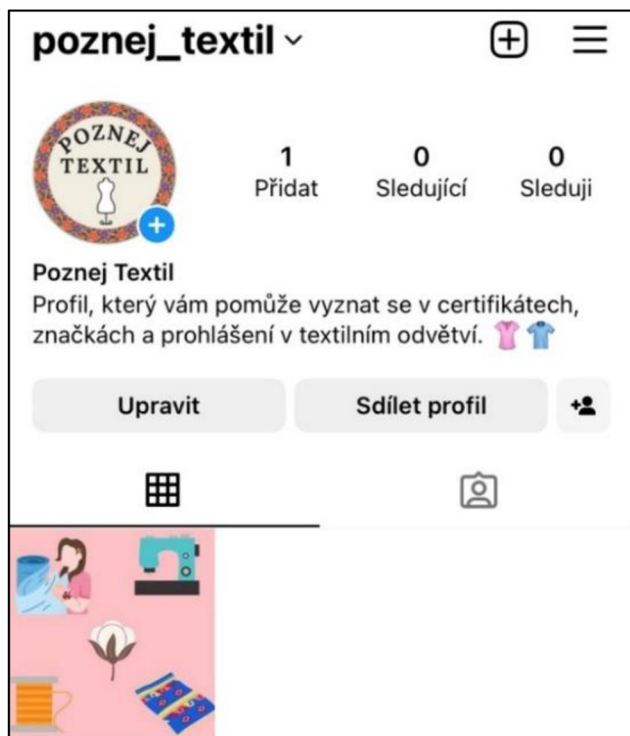 poznej_textil
POZNEJ
TEXTIL
1
0
0
Přidat
Sledující
Sleduji
Poznej Textil
Profil, který vám pomůže vyznat se v certifikátech,
značkách a prohlášení v textilním odvětví.
Upravit
Sdílet profil